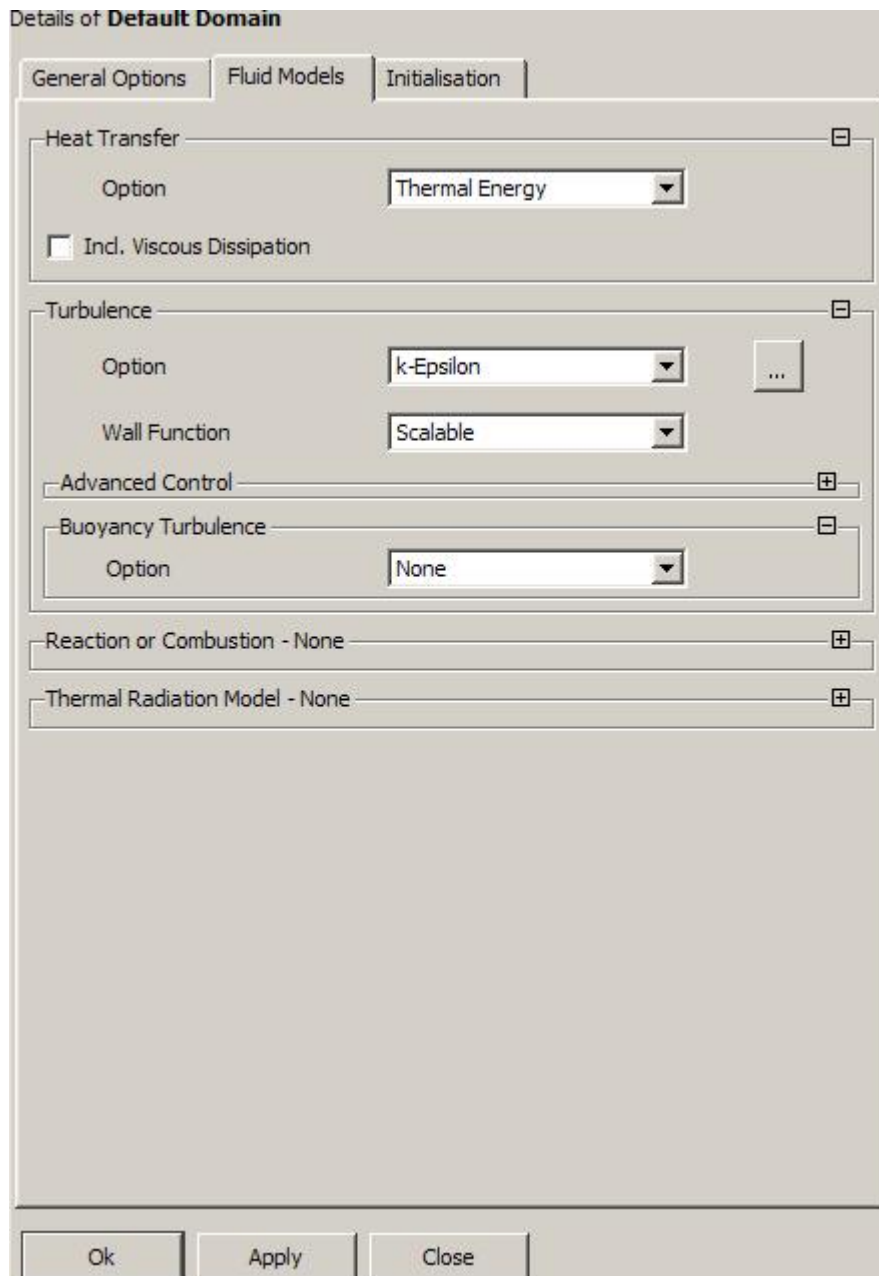 Details of Default Domain
General Options Fluid Models Initialisation
Heat Transfer
Option Thermal Energy
Incl. Viscous Dissipation
Turbulence
Option k-Epsilon ...
Wall Function Scalable
Advanced Control
Buoyancy Turbulence
Option None
Reaction or Combustion - None
Thermal Radiation Model - None
Ok Apply Close